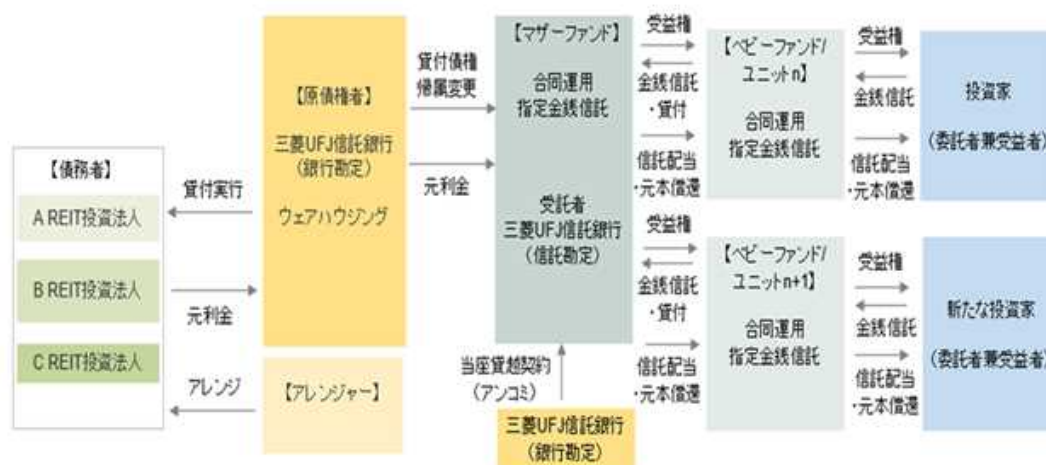 【債務者】
A REIT投資法人
B REIT投資法人
C REIT投資法人
貸付実行
元利金
アレンジ
【原債権者】
三菱UFJ信託銀行
(銀行勘定)
ウェアハウジング
【アレンジャー】
貸付債権
帰属変更
元利金
【マザーファンド】
合同運用
指定金銭信託
受託者
三菱UFJ信託銀行
(信託勘定)
当座貸越契約
(アンコミ)
三菱UFJ信託銀行
(銀行勘定)
受益権
金銭信託
・貸付
信託配当
・元本償還
受益権
金銭信託
・貸付
信託配当
・元本償還
【ベビーファンド/
ユニットn】
合同運用
指定金銭信託
【ベビーファンド/
ユニットn+1】
合同運用
指定金銭信託
受益権
金銭信託
信託配当
・元本償還
受益権
金銭信託
信託配当
・元本償還
投資家
(委託者兼受益者)
新たな投資家
(委託者兼受益者)